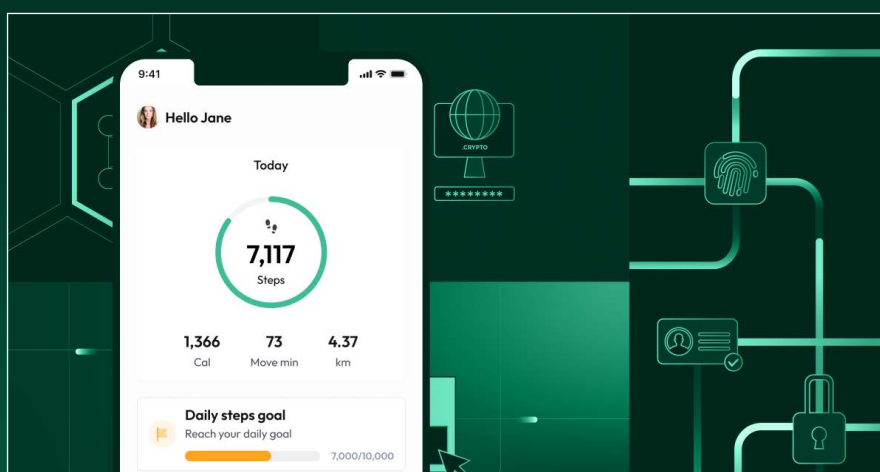 9:41
Hello Jane
Today
7,117
Steps
1,366
Cal
73
Move min
4.37
km
Daily steps goal
Reach your daily goal
7,000/10,000
.CRYPTO
********